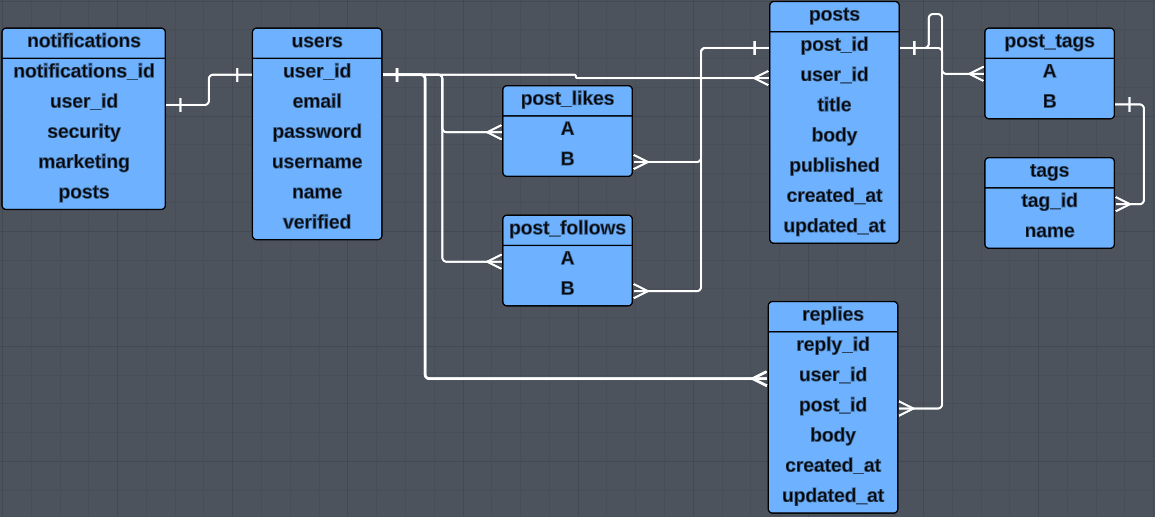 notifications
notifications_id
user_id
security
marketing
posts
users
user_id
email
password
username
name
verified
post_likes
A
B
post_follows
A
B
posts
post_id
user_id
title
body
published
created_at
updated_at
replies
reply_id
user_id
post_id
body
created_at
updated_at
post_tags
A
B
tags
tag_id
name